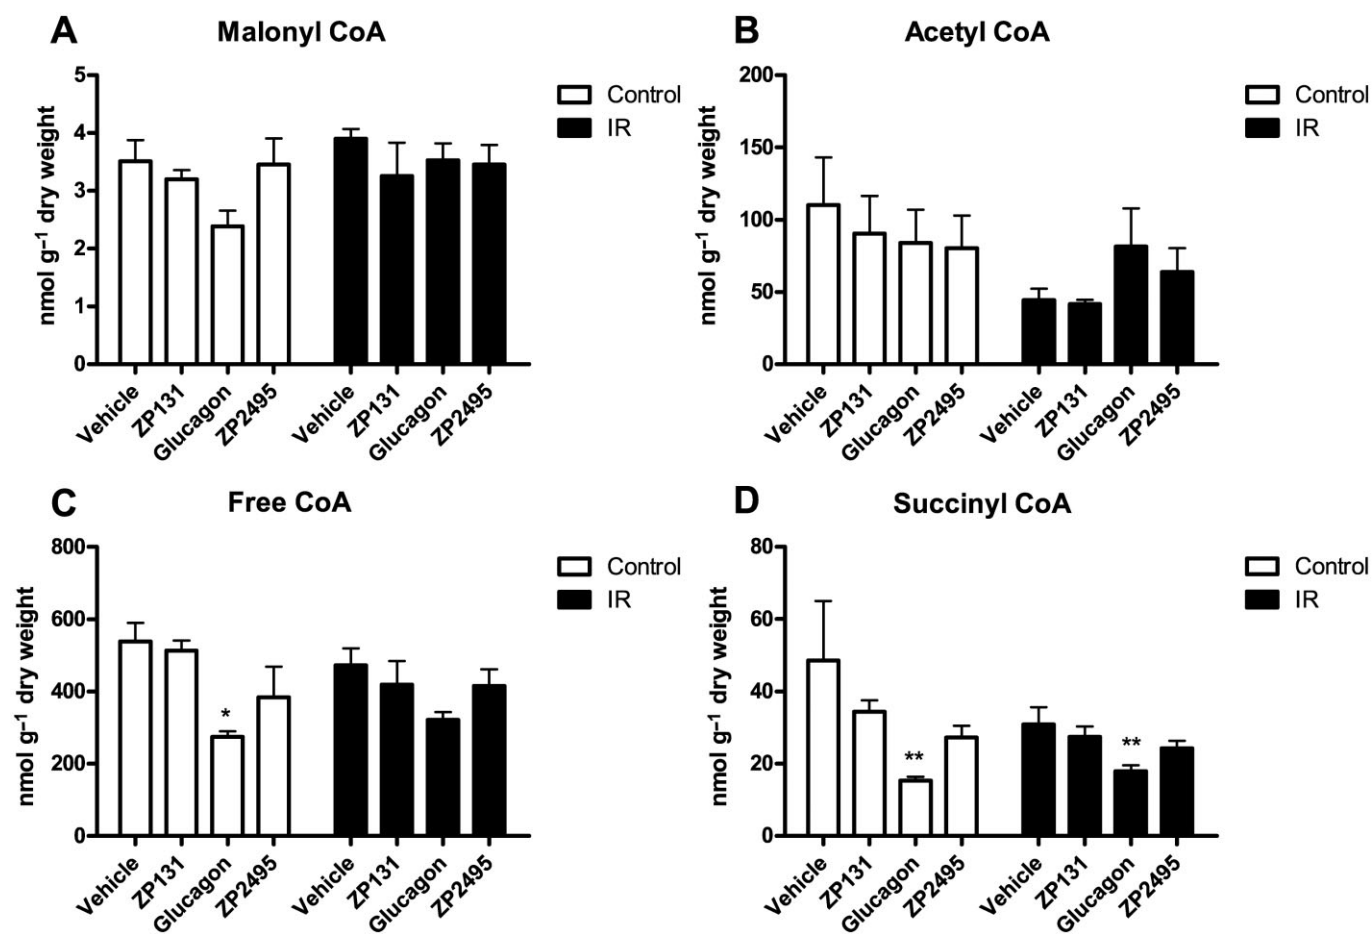 A
Malonyl CoA
nmol g⁻¹ dry weight
5
4
3
2
1
0
Vehicle
ZP131
Glucagon
ZP2495
Vehicle
ZP131
Glucagon
ZP2495
Control
IR
B
Acetyl CoA
nmol g⁻¹ dry weight
200
150
100
50
0
Vehicle
ZP131
Glucagon
ZP2495
Vehicle
ZP131
Glucagon
ZP2495
Control
IR
C
Free CoA
nmol g⁻¹ dry weight
800
600
400
200
0
*
Vehicle
ZP131
Glucagon
ZP2495
Vehicle
ZP131
Glucagon
ZP2495
Control
IR
D
Succinyl CoA
nmol g⁻¹ dry weight
80
60
40
20
0
**
**
Vehicle
ZP131
Glucagon
ZP2495
Vehicle
ZP131
Glucagon
ZP2495
Control
IR